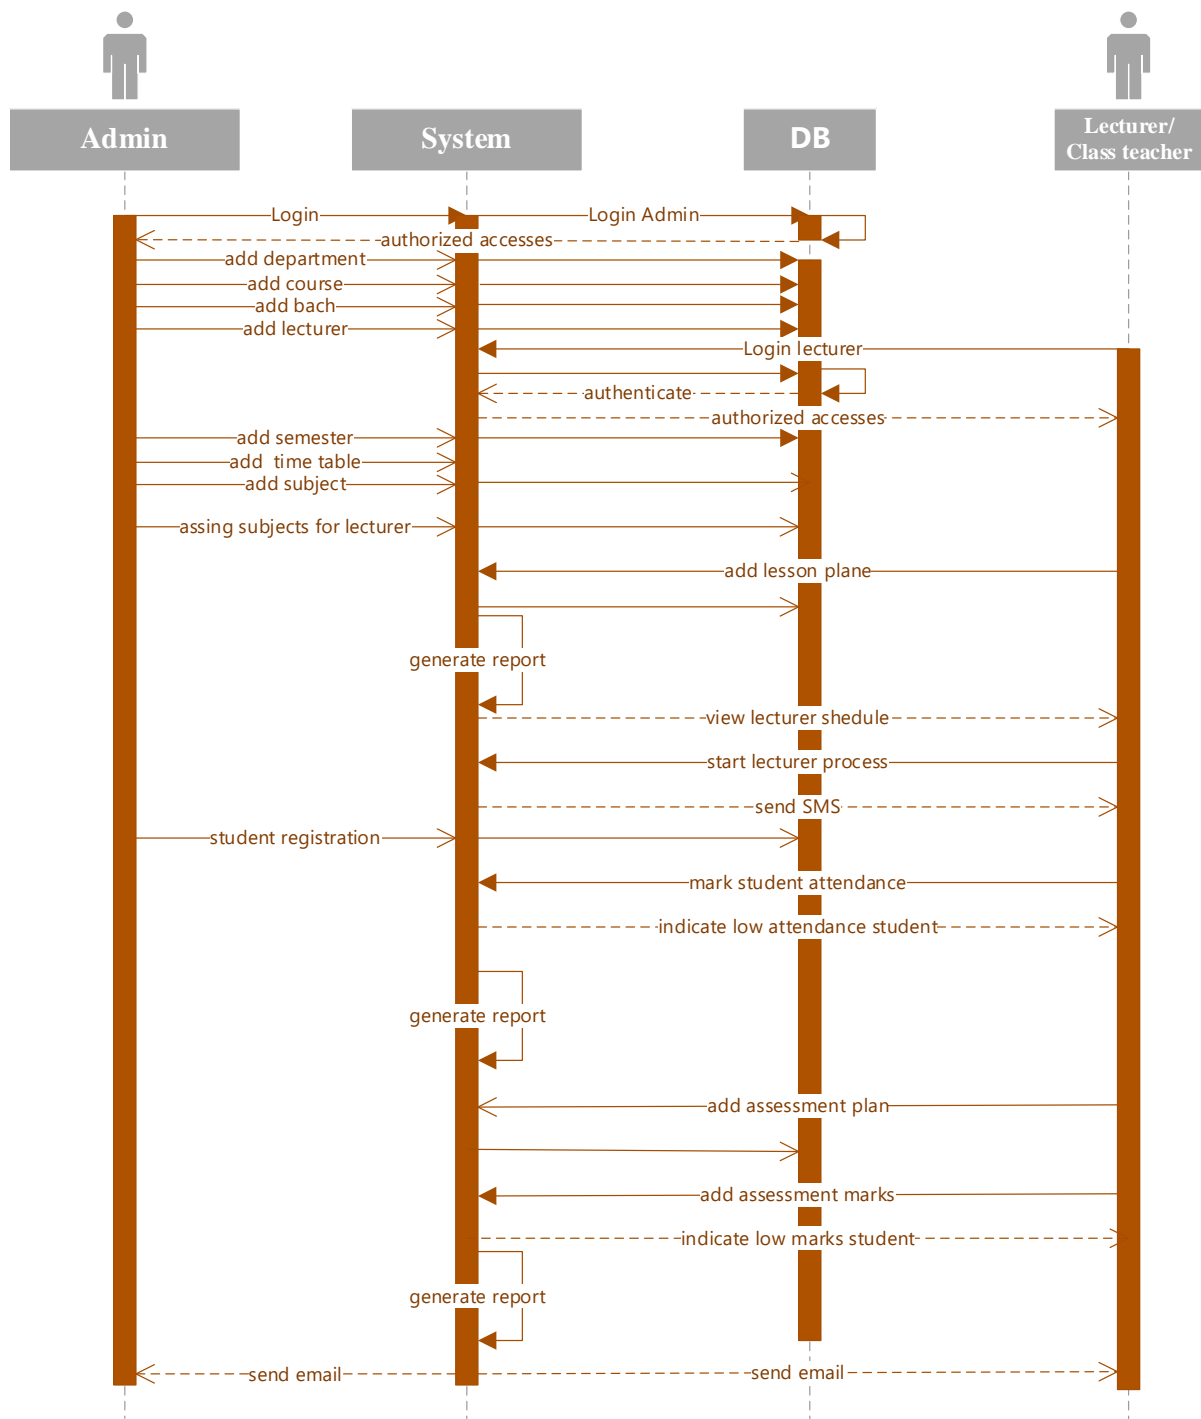 Admin
System
DB
Lecturer/
Class teacher
Login
Login Admin
authorized accesses
add department
add course
add bach
add lecturer
Login lecturer
authenticate
authorized accesses
add semester
add  time table
add subject
assing subjects for lecturer
add lesson plane
generate report
view lecturer shedule
start lecturer process
send SMS
student registration
mark student attendance
indicate low attendance student
generate report
add assessment plan
add assessment marks
indicate low marks student
generate report
send email
send email